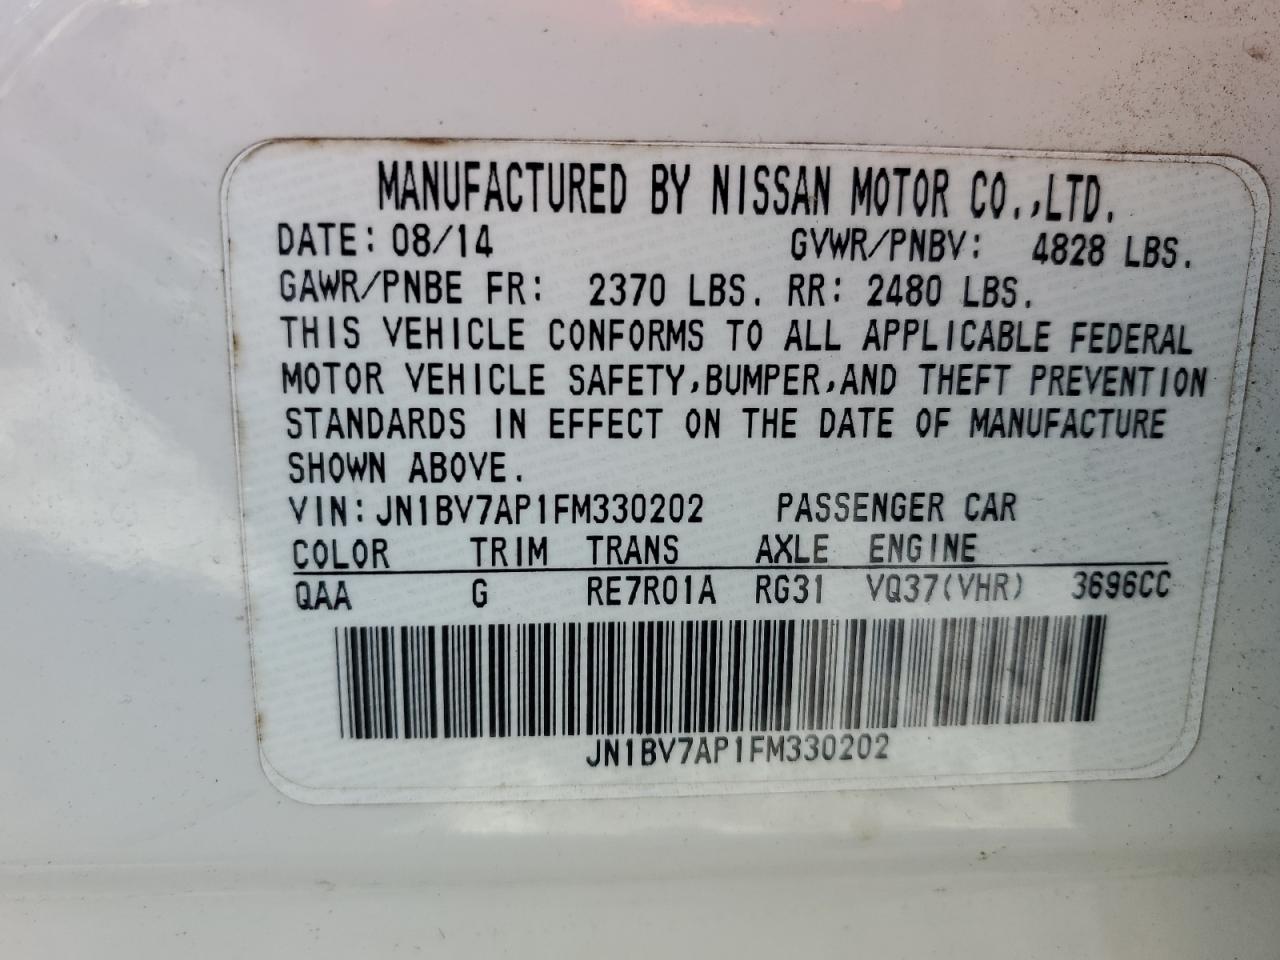 MANUFACTURED BY NISSAN MOTOR CO.,LTD.
DATE: 08/14 GVWR/PNBV: 4828 LBS.
GAWR/PNBE FR: 2370 LBS. RR: 2480 LBS.
THIS VEHICLE CONFORMS TO ALL APPLICABLE FEDERAL
MOTOR VEHICLE SAFETY,BUMPER,AND THEFT PREVENTION
STANDARDS IN EFFECT ON THE DATE OF MANUFACTURE
SHOWN ABOVE.
VIN:JN1BV7AP1FM330202 PASSENGER CAR
COLOR TRIM TRANS AXLE ENGINE
QAA G RE7R01A RG31 VQ37(VHR) 3696CC
JN1BV7AP1FM330202